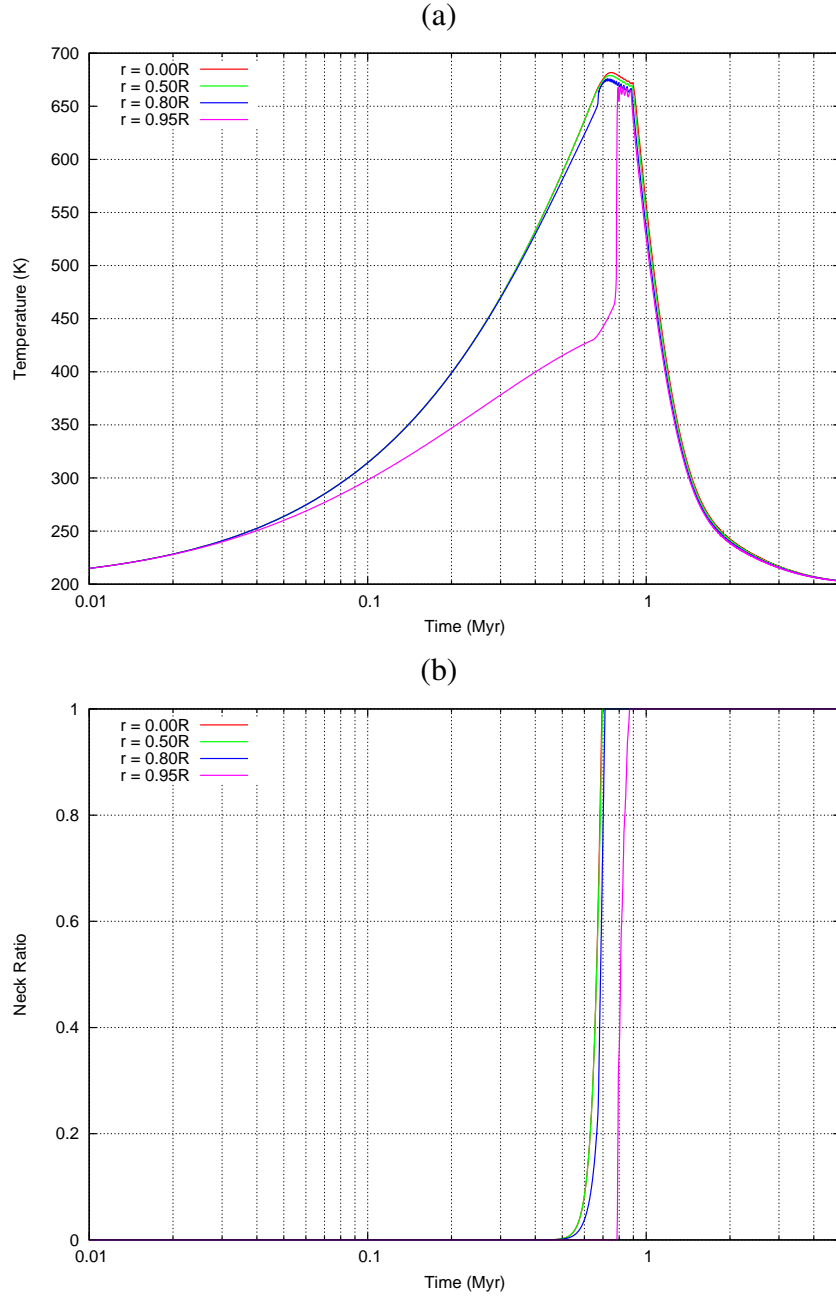 (a)
700
650
600
550
500
450
400
350
300
250
200
Temperature (K)
r = 0.00R
r = 0.50R
r = 0.80R
r = 0.95R
0.01
0.1
1
Time (Myr)
(b)
1
0.8
0.6
0.4
0.2
0
Neck Ratio
r = 0.00R
r = 0.50R
r = 0.80R
r = 0.95R
0.01
0.1
1
Time (Myr)